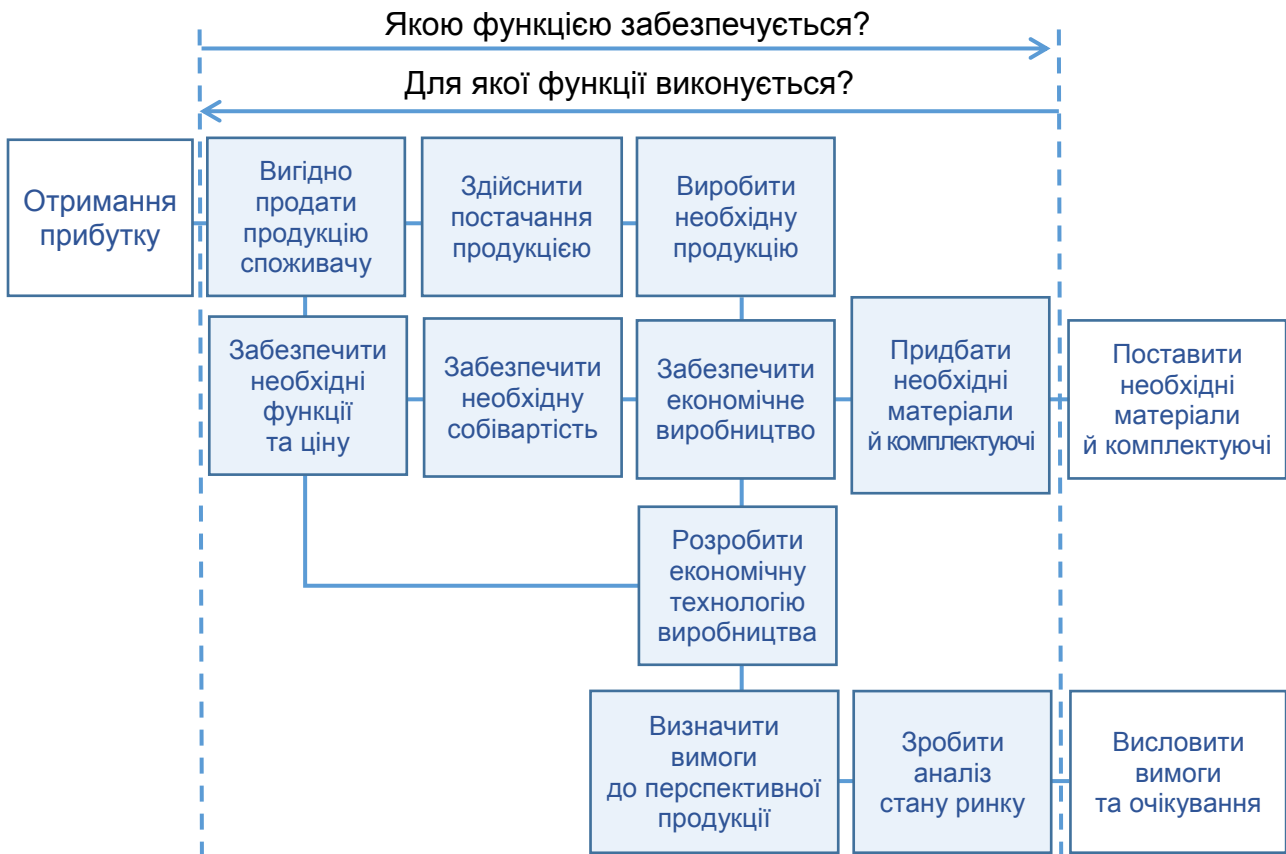 Якою функцією забезпечується?
Для якої функції виконується?
Отримання
прибутку
Вигідно
продати
продукцію
споживачу
Здійснити
постачання
продукцією
Виробити
необхідну
продукцію
Забезпечити
необхідні
функції
та ціну
Забезпечити
необхідну
собівартість
Забезпечити
економічне
виробництво
Придбати
необхідні
матеріали
й комплектуючі
Поставити
необхідні
матеріали
й комплектуючі
Розробити
економічну
технологію
виробництва
Визначити
вимоги
до перспективної
продукції
Зробити
аналіз
стану ринку
Висловити
вимоги
та очікування